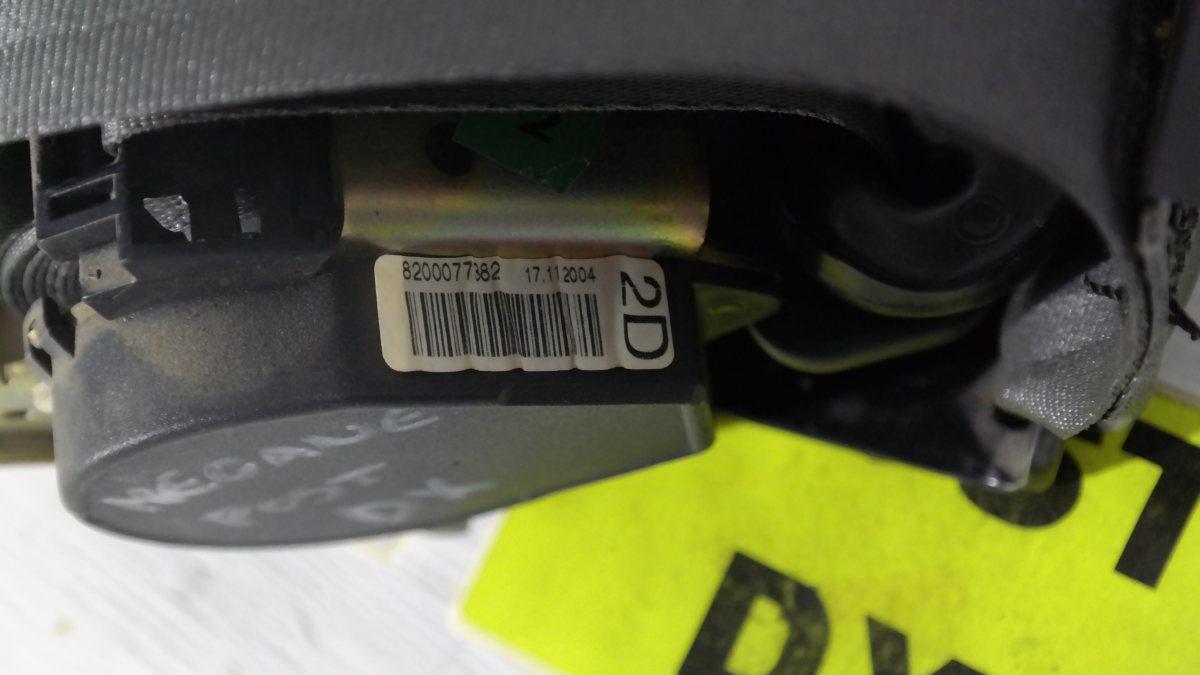 8200077382 17.11.2004
2D
MEGANE
POST
DX